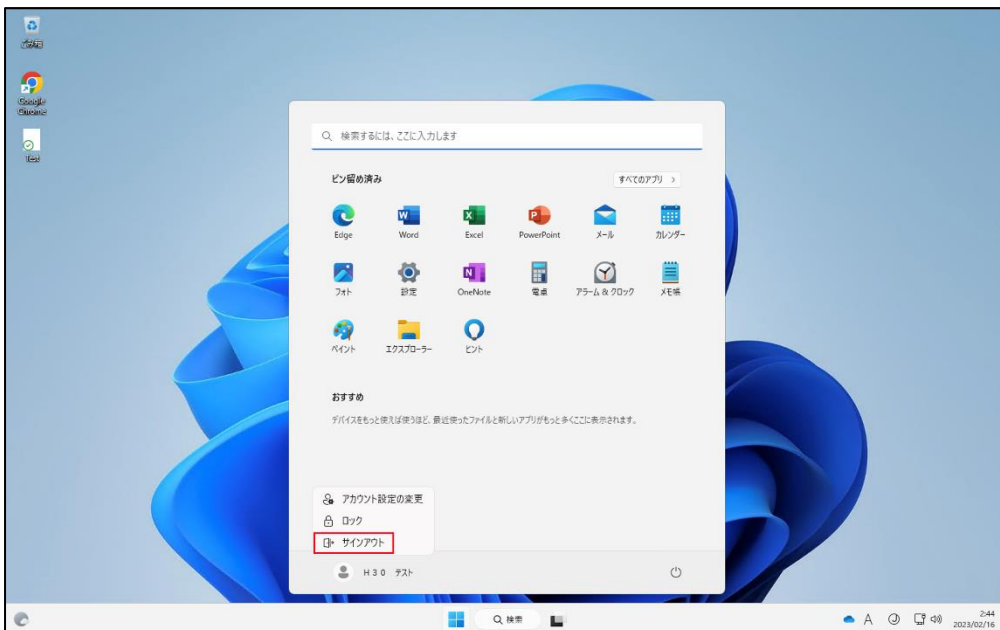 ごみ箱
Google
Chrome
Test
検索するには、ここに入力します
ピン留め済み
すべてのアプリ
Edge
Word
Excel
PowerPoint
メール
カレンダー
フォト
設定
OneNote
電卓
アラーム & クロック
メモ帳
ペイント
エクスプローラー
ヒント
おすすめ
デバイスをもっと使えば使うほど、最近使ったファイルと新しいアプリがもっと多くここに表示されます。
アカウント設定の変更
ロック
サインアウト
H30 テスト
検索
A
2:44
2023/02/16